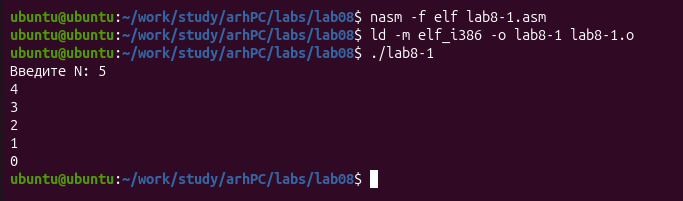 ubuntu@ubuntu:~/work/study/arhPC/labs/lab08$ nasm -f elf lab8-1.asm
ubuntu@ubuntu:~/work/study/arhPC/labs/lab08$ ld -m elf_i386 -o lab8-1 lab8-1.o
ubuntu@ubuntu:~/work/study/arhPC/labs/lab08$ ./lab8-1
Введите N: 5
4
3
2
1
0
ubuntu@ubuntu:~/work/study/arhPC/labs/lab08$